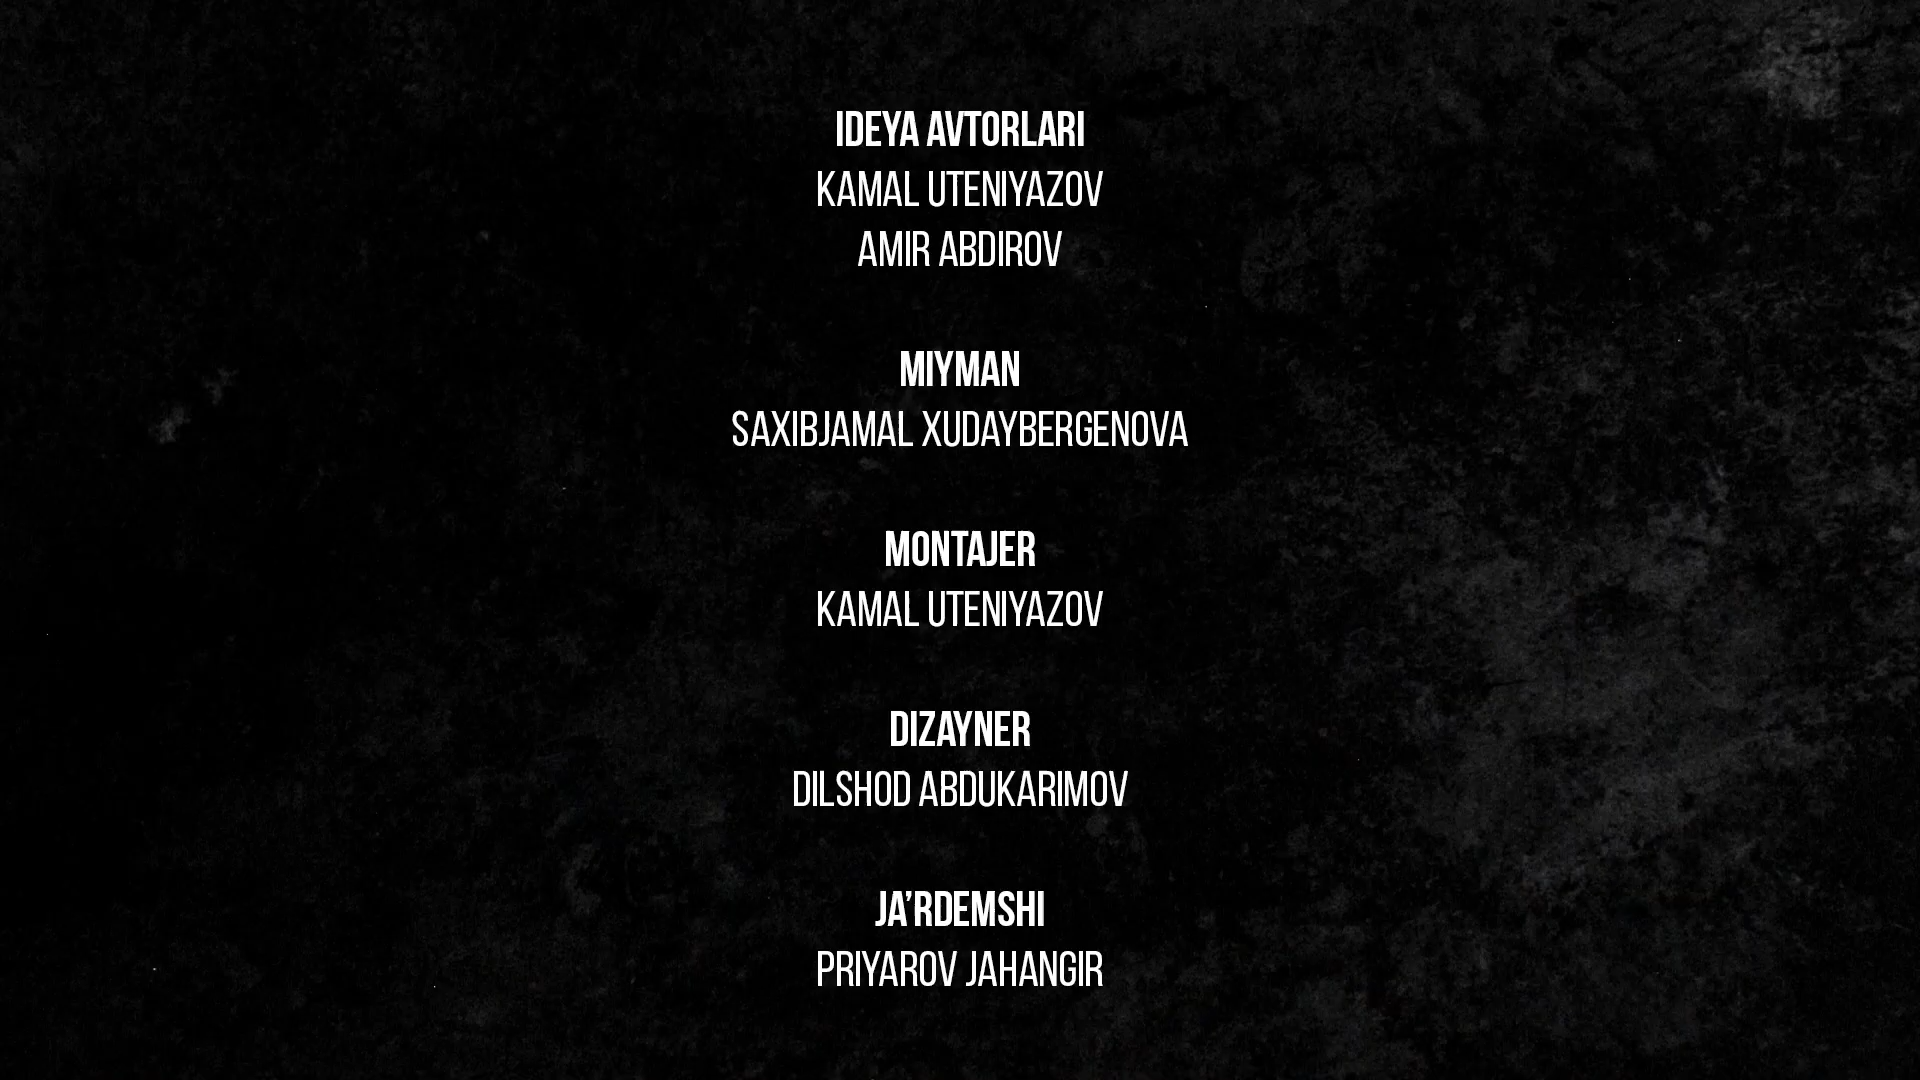 IDEYA AVTORLARI
KAMAL UTENIYAZOV
AMIR ABDIROV
MIYMAN
SAXIBJAMAL XUDAYBERGENOVA
MONTAJER
KAMAL UTENIYAZOV
DIZAYNER
DILSHOD ABDUKARIMOV
JA’RDEMSHI
PRIYAROV JAHANGIR